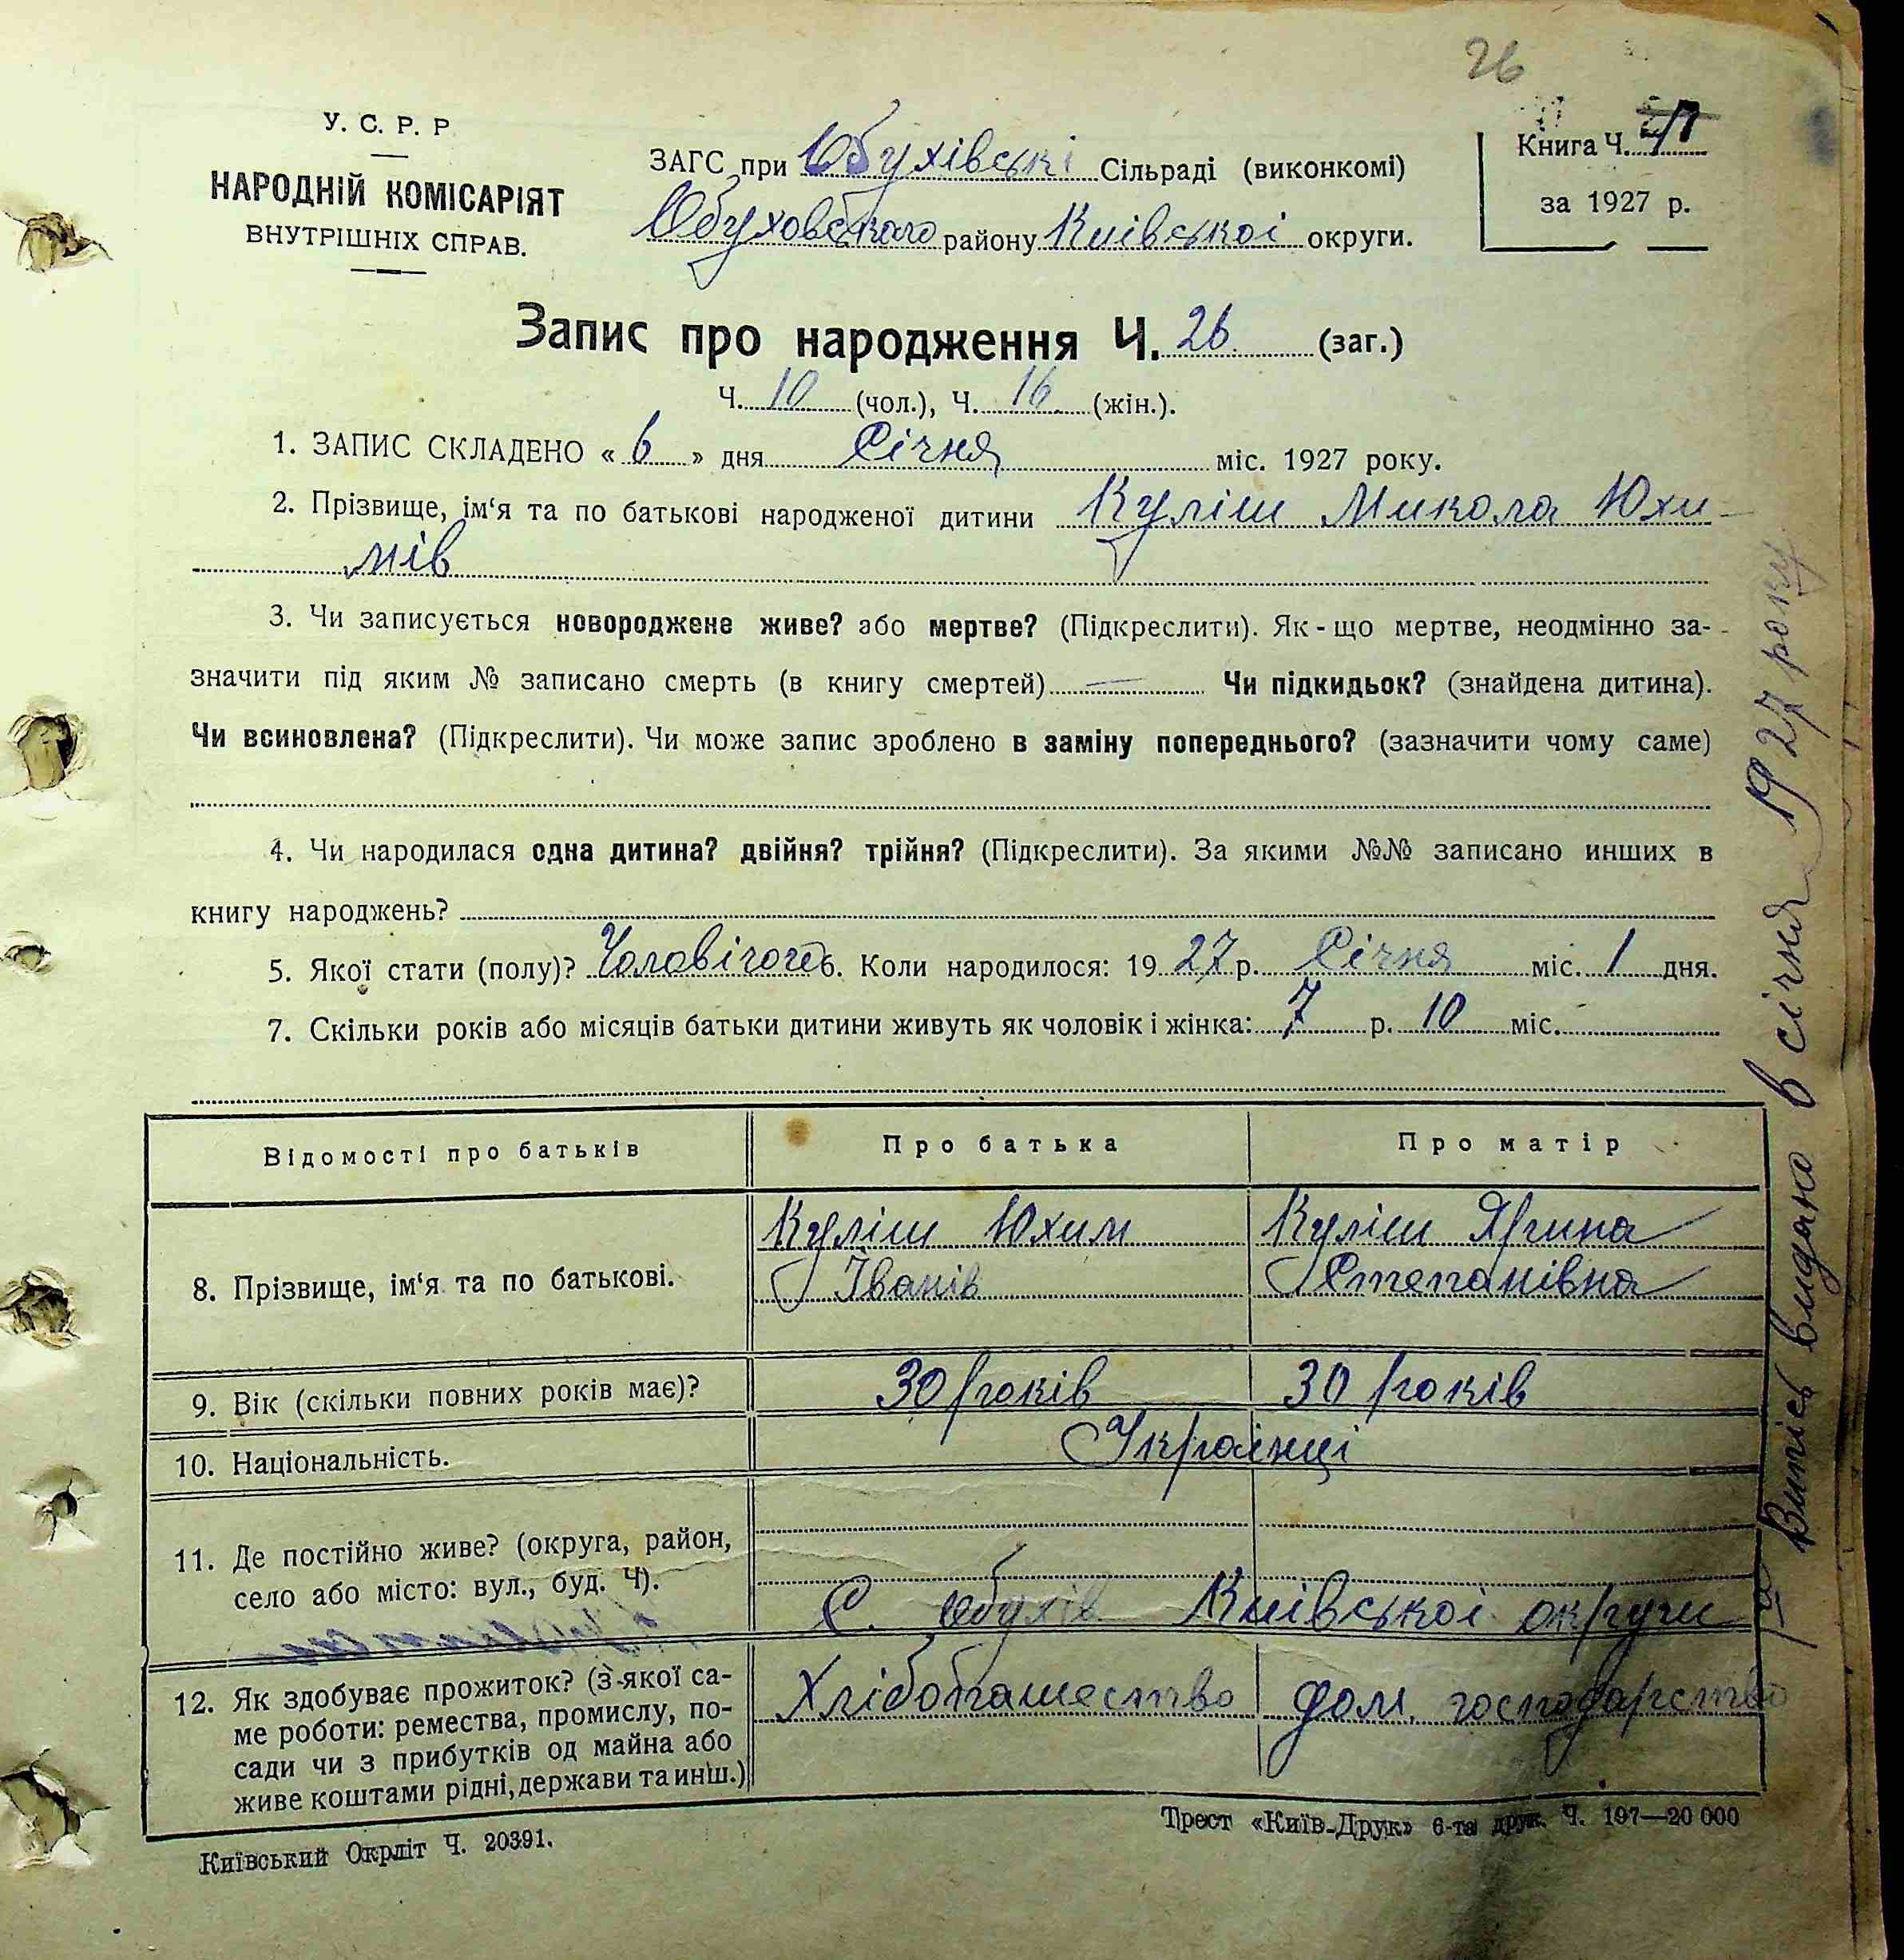 26
У. С. Р. Р
НАРОДНІЙ КОМІСАРІЯТ
ВНУТРІШНІХ СПРАВ.
ЗАГС при Обухівські Сільраді (виконкомі)
Обуховського району Київської округи.
Книга Ч.
за 1927 р.
Запис про народження Ч. 26 (заг.)
Ч. 10 (чол.), Ч. 16 (жін.).
1. ЗАПИС СКЛАДЕНО « 6 » дня Січня міс. 1927 року.
2. Прізвище, ім‘я та по батькові народженої дитини Куліш Микола Юхи-
мів
3. Чи записується новороджене живе? або мертве? (Підкреслити). Як-що мертве, неодмінно за-
значити під яким № записано смерть (в книгу смертей) — Чи підкидьок? (знайдена дитина).
Чи всиновлена? (Підкреслити). Чи може запис зроблено в заміну попереднього? (зазначити чому саме)
4. Чи народилася одна дитина? двійня? трійня? (Підкреслити). За якими №№ записано инших в
книгу народжень?
5. Якої стати (полу)? Чоловічого 6. Коли народилося: 19 27 р. Січня міс. 1 дня.
7. Скільки років або місяців батьки дитини живуть як чоловік і жінка: 7 р. 10 міс.
Відомості про батьків Про батька Про матір
8. Прізвище, ім‘я та по батькові.
Куліш Юхим
Іванів
Куліш Ярина
Степанівна
9. Вік (скільки повних років має)? 30 років 30 років
10. Національність. Українці
11. Де постійно живе? (округа, район,
село або місто: вул., буд. Ч).
С. Обухів Київської округи
12. Як здобуває прожиток? (з якої са-
ме роботи: ремества, промислу, по-
сади чи з прибутків од майна або
живе коштами рідні, держави та инш.)
Хліборашество
дом. господарство
Київський Окрліт Ч. 20391.
Трест «Київ-Друк» 6-та друк. Ч. 197—20 000
Виписъ видано 6 січня 1927 року